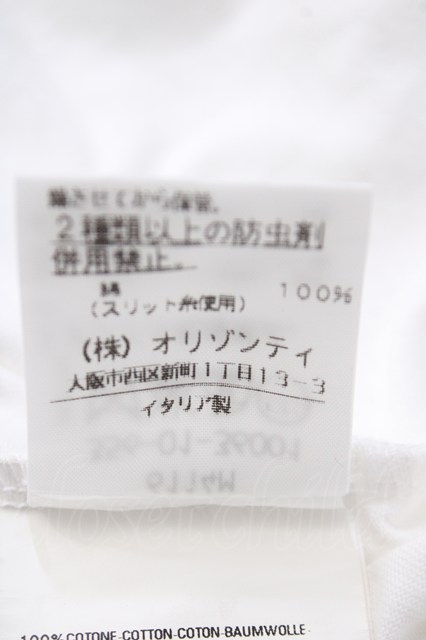 ２種類以上の防虫剤
併用禁止。
綿 100%
(スリット糸使用)
(株) オリゾンティ
大阪市西区新町1丁目13-3
イタリア製
100% COTONE-COTTON-COTON-BAUMWOLLE-